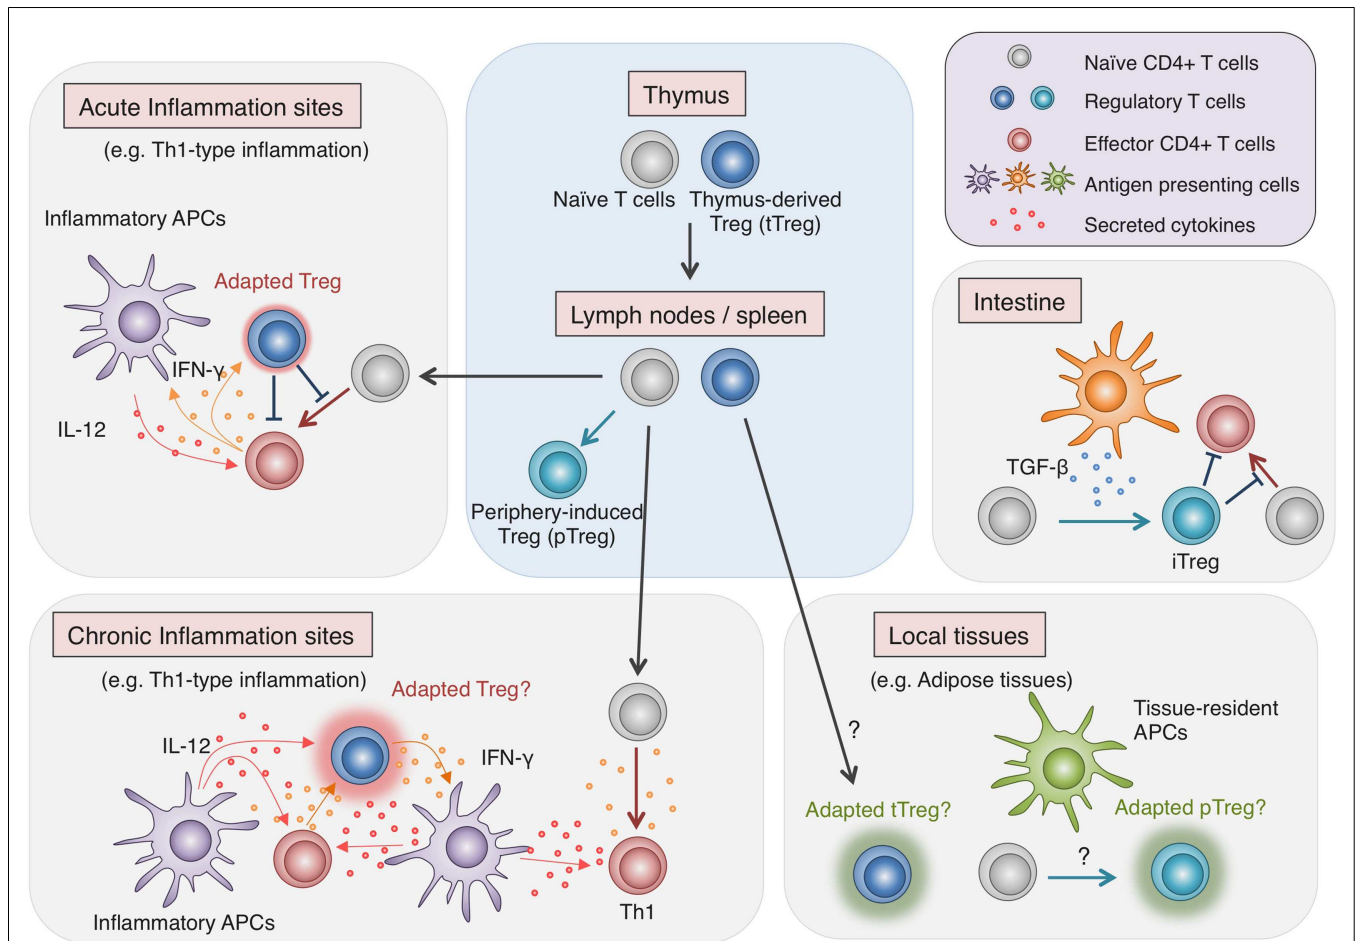 Acute Inflammation sites
(e.g. Th1-type inflammation)
Inflammatory APCs
Adapted Treg
IFN-γ
IL-12
Thymus
Naïve T cells
Thymus-derived
Treg (tTreg)
Lymph nodes / spleen
Periphery-induced
Treg (pTreg)
Naïve CD4+ T cells
Regulatory T cells
Effector CD4+ T cells
Antigen presenting cells
Secreted cytokines
Intestine
TGF-β
iTreg
Chronic Inflammation sites
(e.g. Th1-type inflammation)
Adapted Treg?
IL-12
IFN-γ
Inflammatory APCs
Th1
Local tissues
(e.g. Adipose tissues)
Tissue-resident
APCs
?
Adapted tTreg?
Adapted pTreg?
?